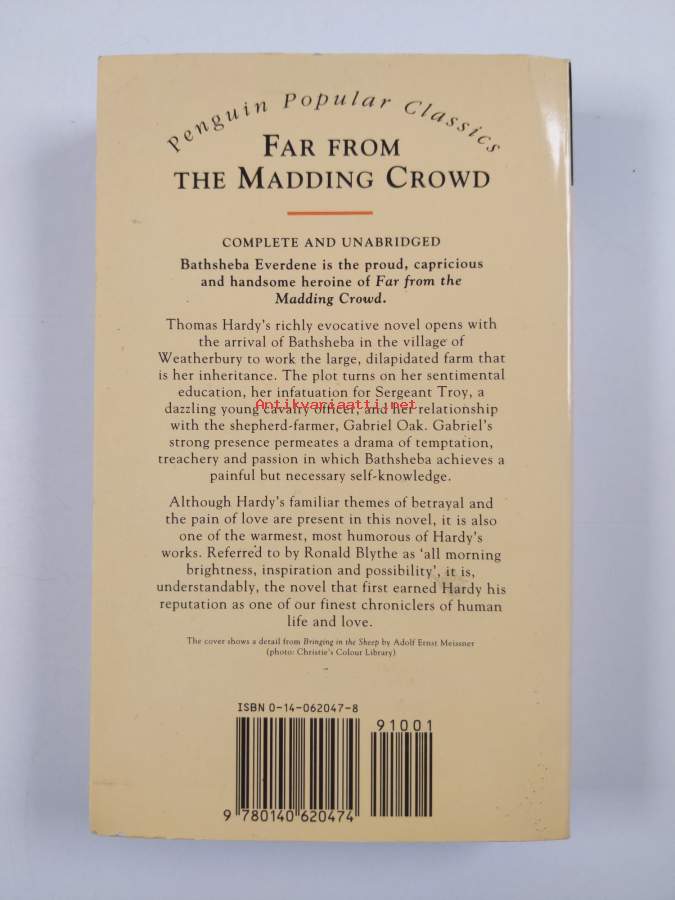 Penguin Popular Classics
FAR FROM
THE MADDING CROWD
COMPLETE AND UNABRIDGED
Bathsheba Everdene is the proud, capricious
and handsome heroine of Far from the
Madding Crowd.
Thomas Hardy's richly evocative novel opens with
the arrival of Bathsheba in the village of
Weatherbury to work the large, dilapidated farm that
is her inheritance. The plot turns on her sentimental
education, her infatuation for Sergeant Troy, a
dazzling young cavalry officer, and her relationship
Antikvariaatti.net
with the shepherd-farmer, Gabriel Oak. Gabriel's
strong presence permeates a drama of temptation,
treachery and passion in which Bathsheba achieves a
painful but necessary self-knowledge.
Although Hardy's familiar themes of betrayal and
the pain of love are present in this novel, it is also
one of the warmest, most humorous of Hardy's
works. Referred to by Ronald Blythe as 'all morning
brightness, inspiration and possibility', it is,
understandably, the novel that first earned Hardy his
reputation as one of our finest chroniclers of human
life and love.
The cover shows a detail from Bringing in the Sheep by Adolf Ernst Meissner
(photo: Christie's Colour Library)
ISBN 0-14-062047-8
91001
9 780140 620474